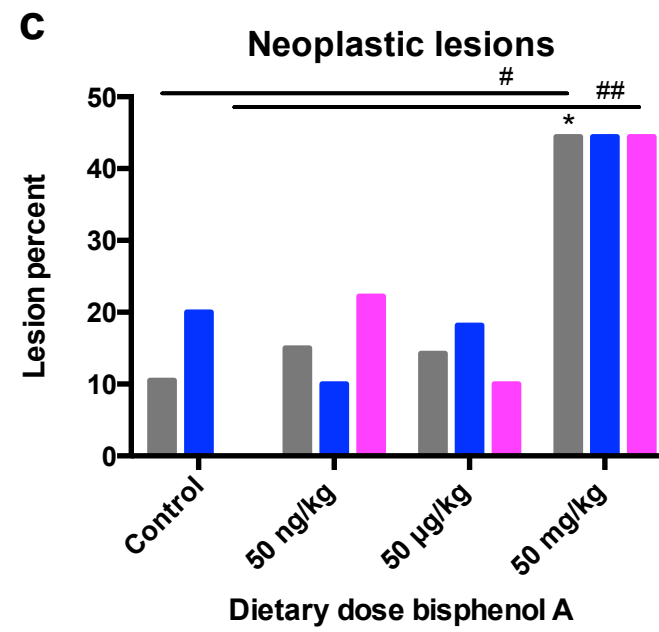 C
Neoplastic lesions
#
##
*
50
40
30
20
10
0
Lesion percent
Control
50 ng/kg
50 µg/kg
50 mg/kg
Dietary dose bisphenol A